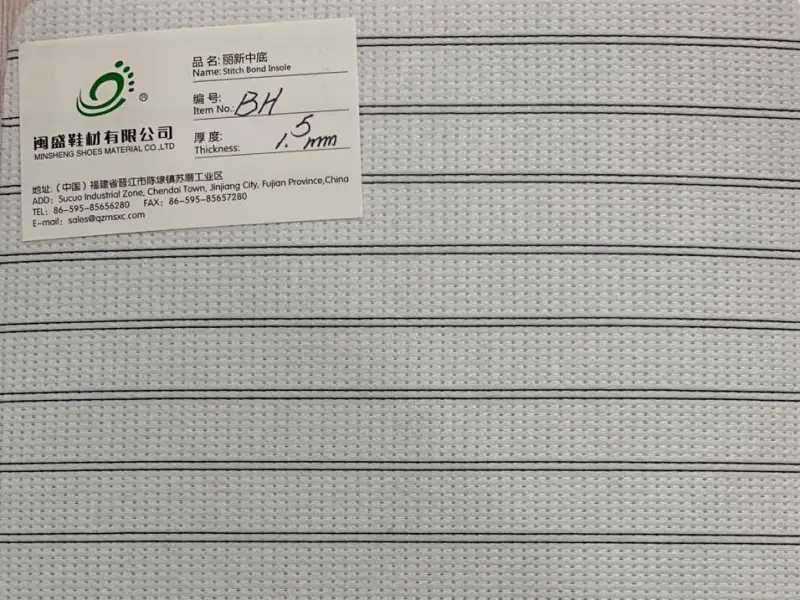 品 名: 丽新中底
Name: Stitch Bond Insole
编 号:
Item No.: BH
厚 度:
Thickness: 1.5mm
®
闽盛鞋材有限公司
MINSHENG SHOES MATERIAL CO.,LTD
地址:（中国）福建省晋江市陈埭镇苏厝工业区
ADD: Sucuo Industrial Zone, Chendai Town, Jinjiang City, Fujian Province,China
TEL: 86-595-85656280 FAX: 86-595-85657280
E-mail: sales@qzmsxc.com